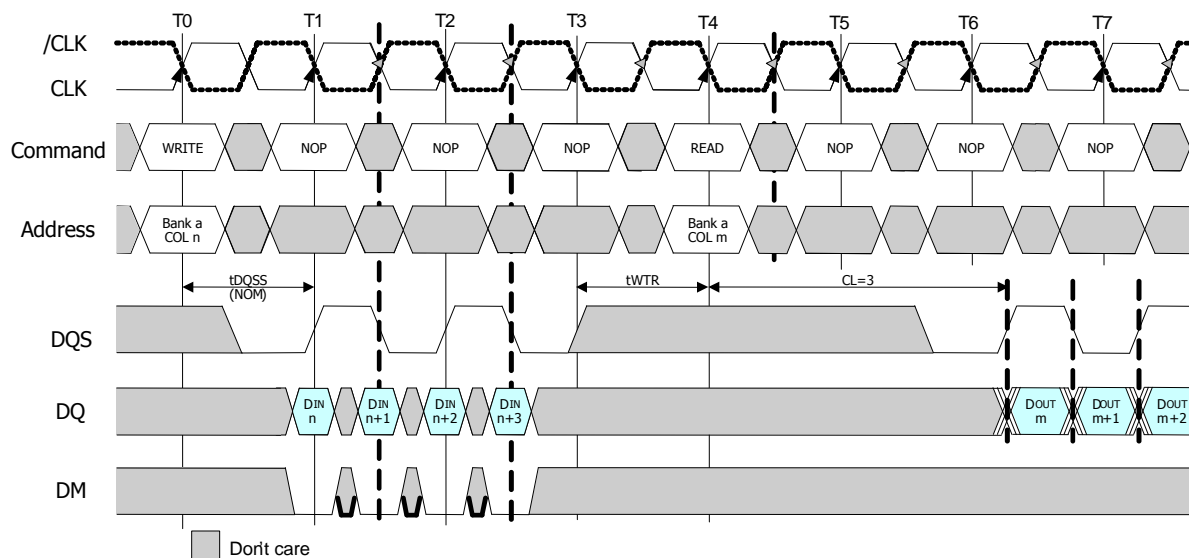 T0 T1 T2 T3 T4 T5 T6 T7
/CLK
CLK
Command WRITE NOP NOP NOP READ NOP NOP NOP
Address Bank a COL n Bank a COL m
tDQSS (NOM) tWTR CL=3
DQS
DQ DIN n DIN n+1 DIN n+2 DIN n+3 DOUT m DOUT m+1 DOUT m+2
DM
Don't care